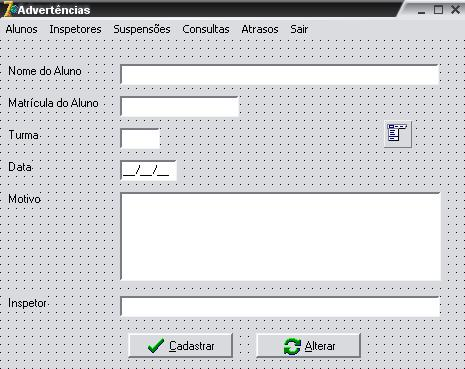 Advertências
Alunos Inspetores Suspensões Consultas Atrasos Sair
Nome do Aluno
Matrícula do Aluno
Turma
Data __/__/__
Motivo
Inspetor
Cadastrar Alterar